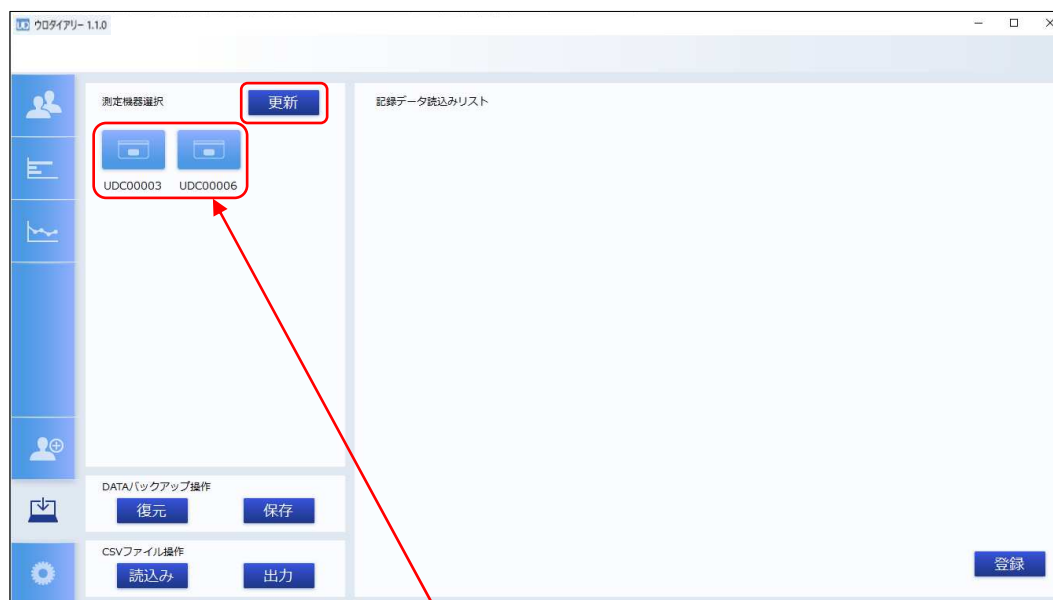 ウロダイアリー 1.1.0
測定機器選択
更新
UDC00003 UDC00006
記録データ読込みリスト
DATAバックアップ操作
復元 保存
CSVファイル操作
読込み 出力
登録